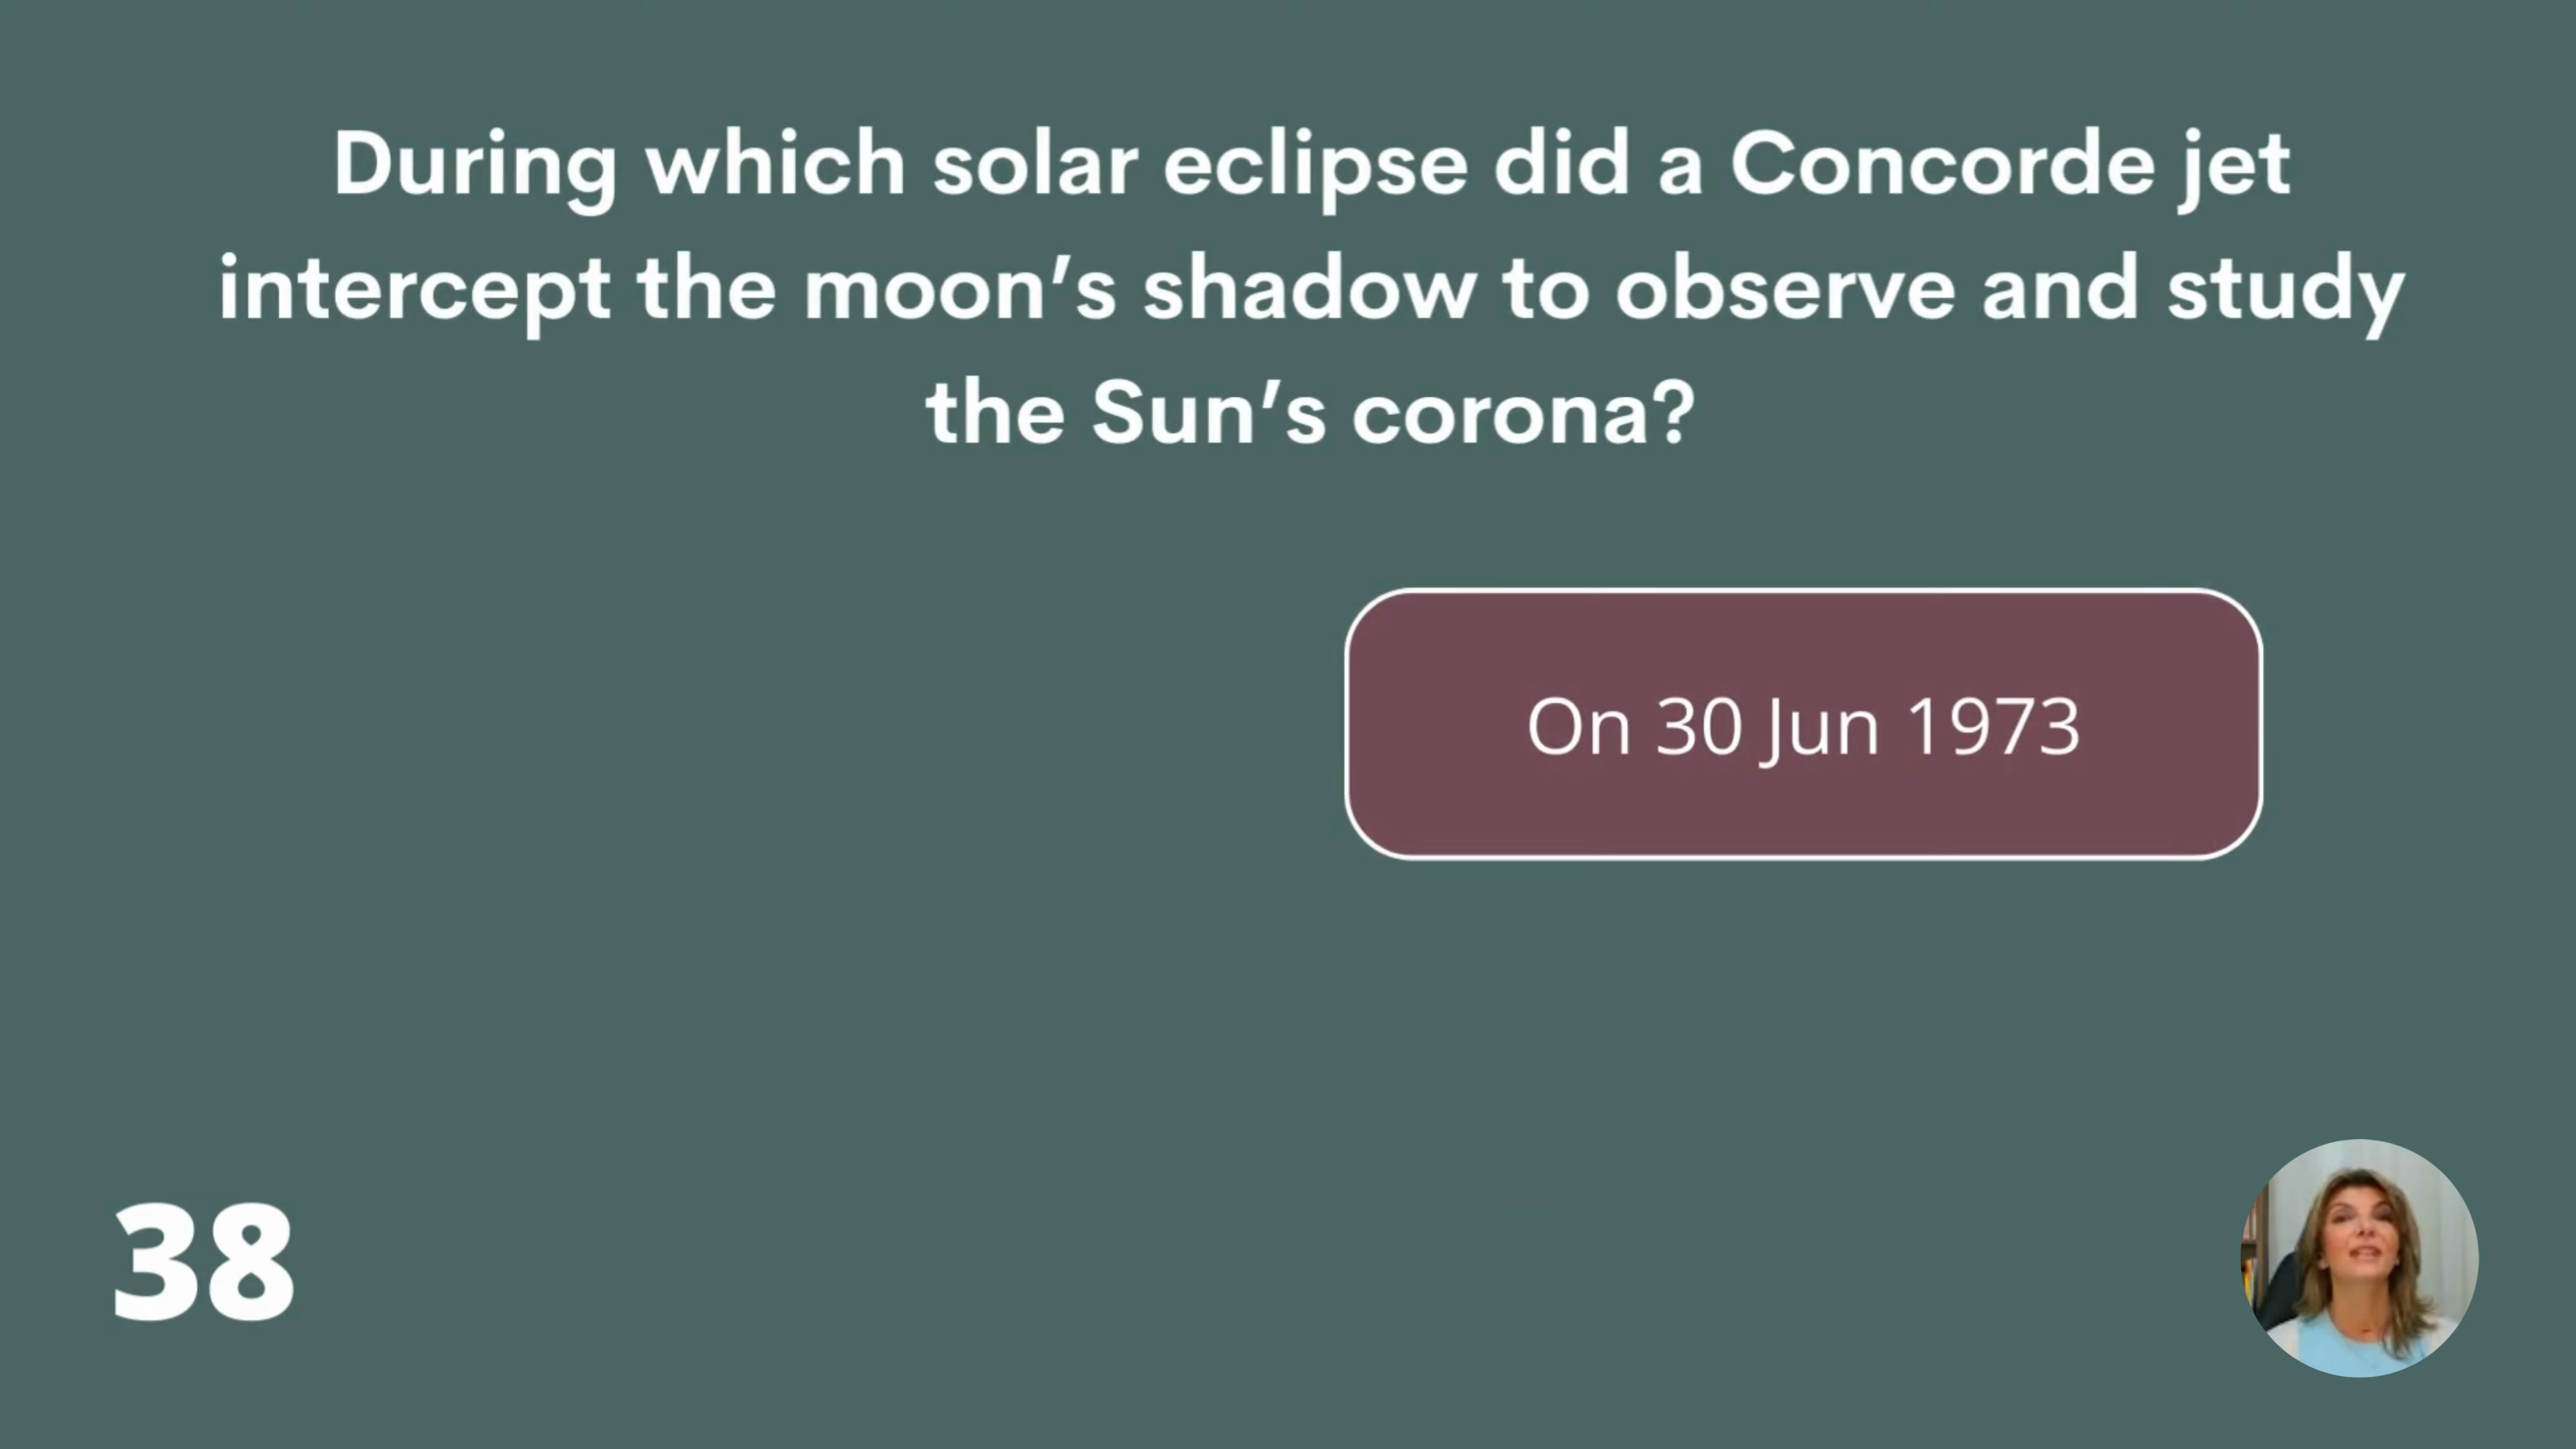 During which solar eclipse did a Concorde jet
intercept the moon’s shadow to observe and study
the Sun’s corona?
On 30 Jun 1973
38